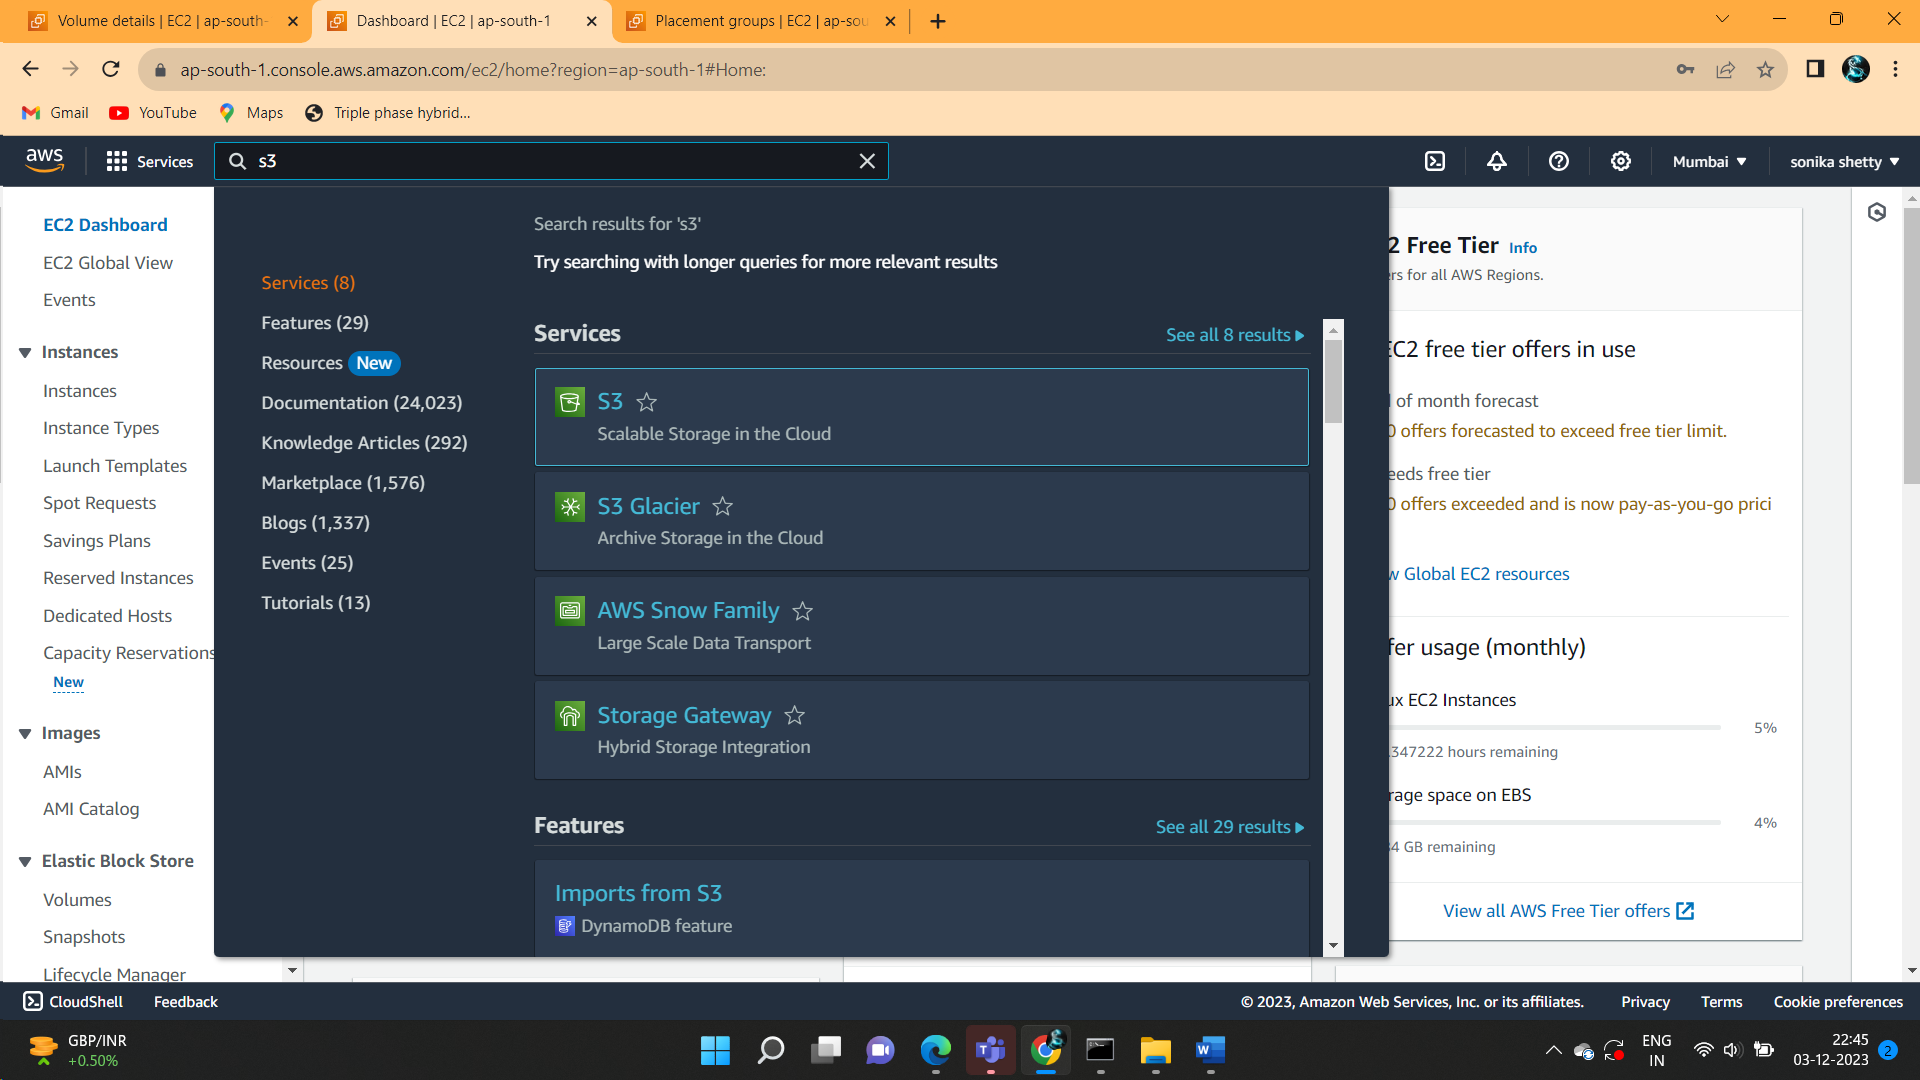 Volume details | EC2 | ap-south-
Dashboard | EC2 | ap-south-1
Placement groups | EC2 | ap-sou
ap-south-1.console.aws.amazon.com/ec2/home?region=ap-south-1#Home:
Gmail
YouTube
Maps
Triple phase hybrid...
aws
Services
s3
Mumbai
sonika shetty
EC2 Dashboard
EC2 Global View
Events
Instances
Instances
Instance Types
Launch Templates
Spot Requests
Savings Plans
Reserved Instances
Dedicated Hosts
Capacity Reservations
New
Images
AMIs
AMI Catalog
Elastic Block Store
Volumes
Snapshots
Lifecycle Manager
Services (8)
Features (29)
Resources New
Documentation (24,023)
Knowledge Articles (292)
Marketplace (1,576)
Blogs (1,337)
Events (25)
Tutorials (13)
Search results for 's3'
Try searching with longer queries for more relevant results
Services
See all 8 results
S3
Scalable Storage in the Cloud
S3 Glacier
Archive Storage in the Cloud
AWS Snow Family
Large Scale Data Transport
Storage Gateway
Hybrid Storage Integration
Features
See all 29 results
Imports from S3
DynamoDB feature
2 Free Tier Info
ers for all AWS Regions.
EC2 free tier offers in use
of month forecast
0 offers forecasted to exceed free tier limit.
eeds free tier
0 offers exceeded and is now pay-as-you-go prici
w Global EC2 resources
fer usage (monthly)
ux EC2 Instances
5%
.347222 hours remaining
rage space on EBS
4%
34 GB remaining
View all AWS Free Tier offers
CloudShell
Feedback
© 2023, Amazon Web Services, Inc. or its affiliates.
Privacy
Terms
Cookie preferences
GBP/INR
+0.50%
ENG
IN
22:45
03-12-2023
2